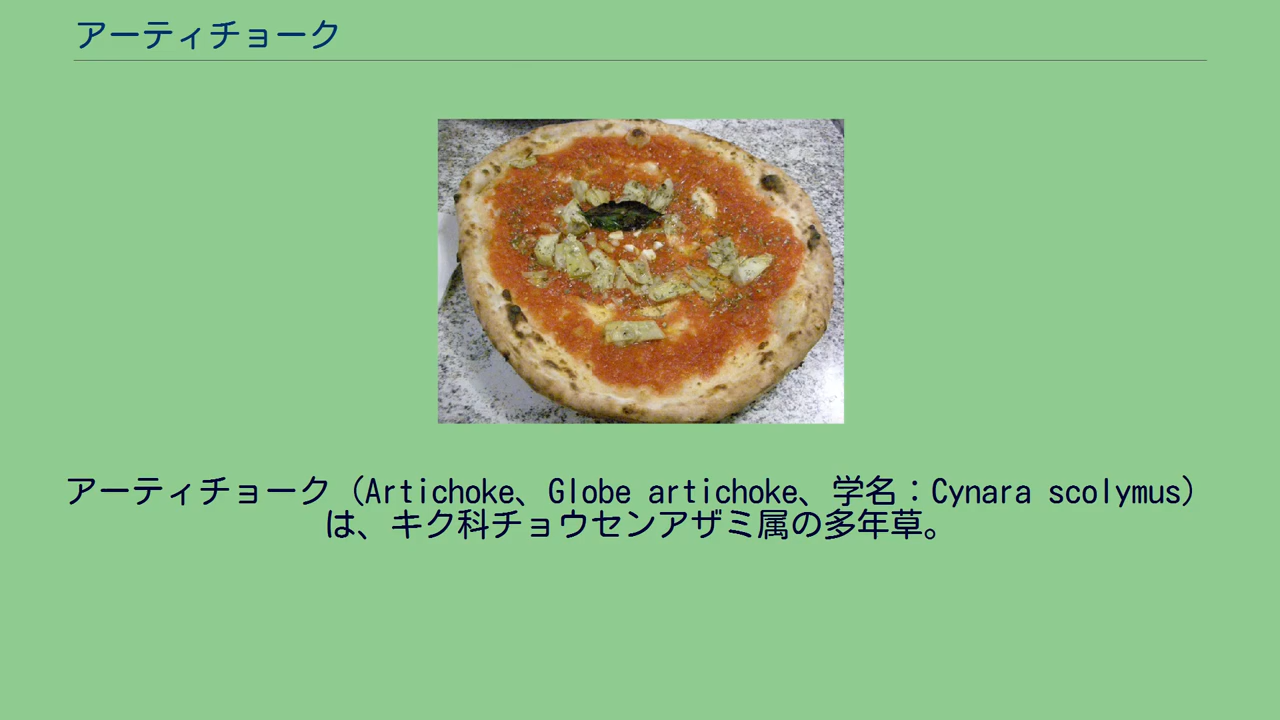 アーティチョーク
アーティチョーク（Artichoke、Globe artichoke、学名：Cynara scolymus）
は、キク科チョウセンアザミ属の多年草。